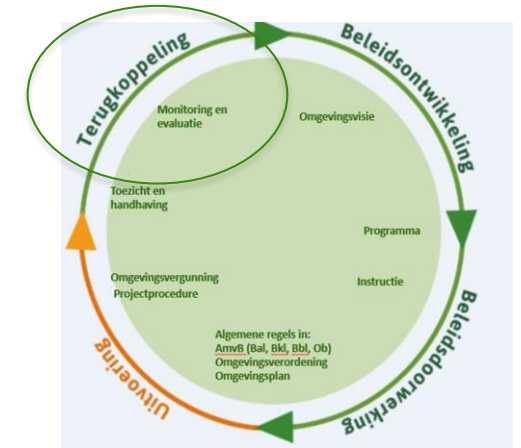 Terugkoppeling
Beleidsontwikkeling
Monitoring en
evaluatie
Omgevingsvisie
Toezicht en
handhaving
Programma
Omgevingsvergunning
Projectprocedure
Instructie
Algemene regels in:
AmvB (Bal, Bkl, Bbl, Ob)
Omgevingsverordening
Omgevingsplan
Uitvoering
Beleidsdoorwerking